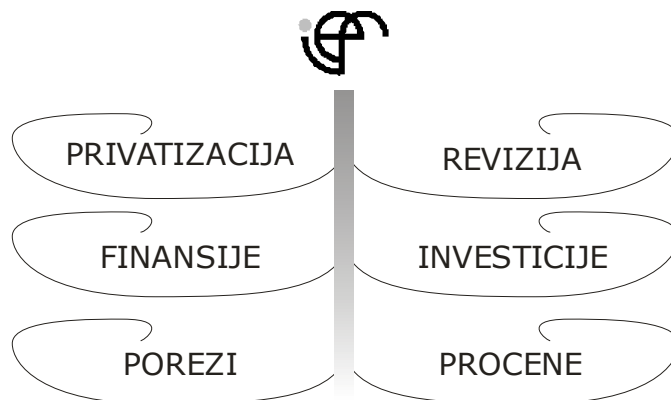 PRIVATIZACIJA
REVIZIJA
FINANSIJE
INVESTICIJE
POREZI
PROCENE